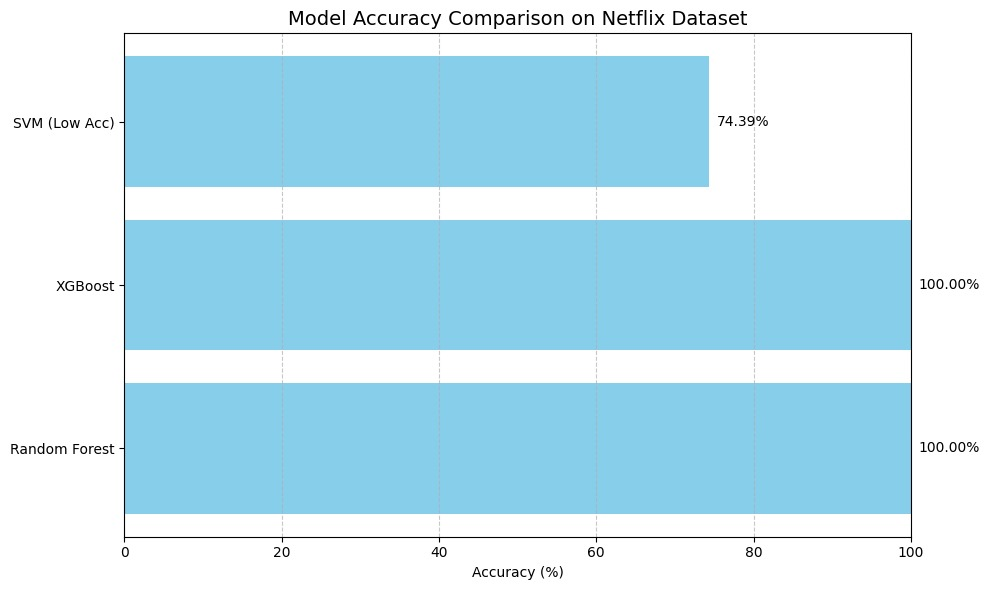 Model Accuracy Comparison on Netflix Dataset
SVM (Low Acc)
74.39%
XGBoost
100.00%
Random Forest
100.00%
0 20 40 60 80 100
Accuracy (%)